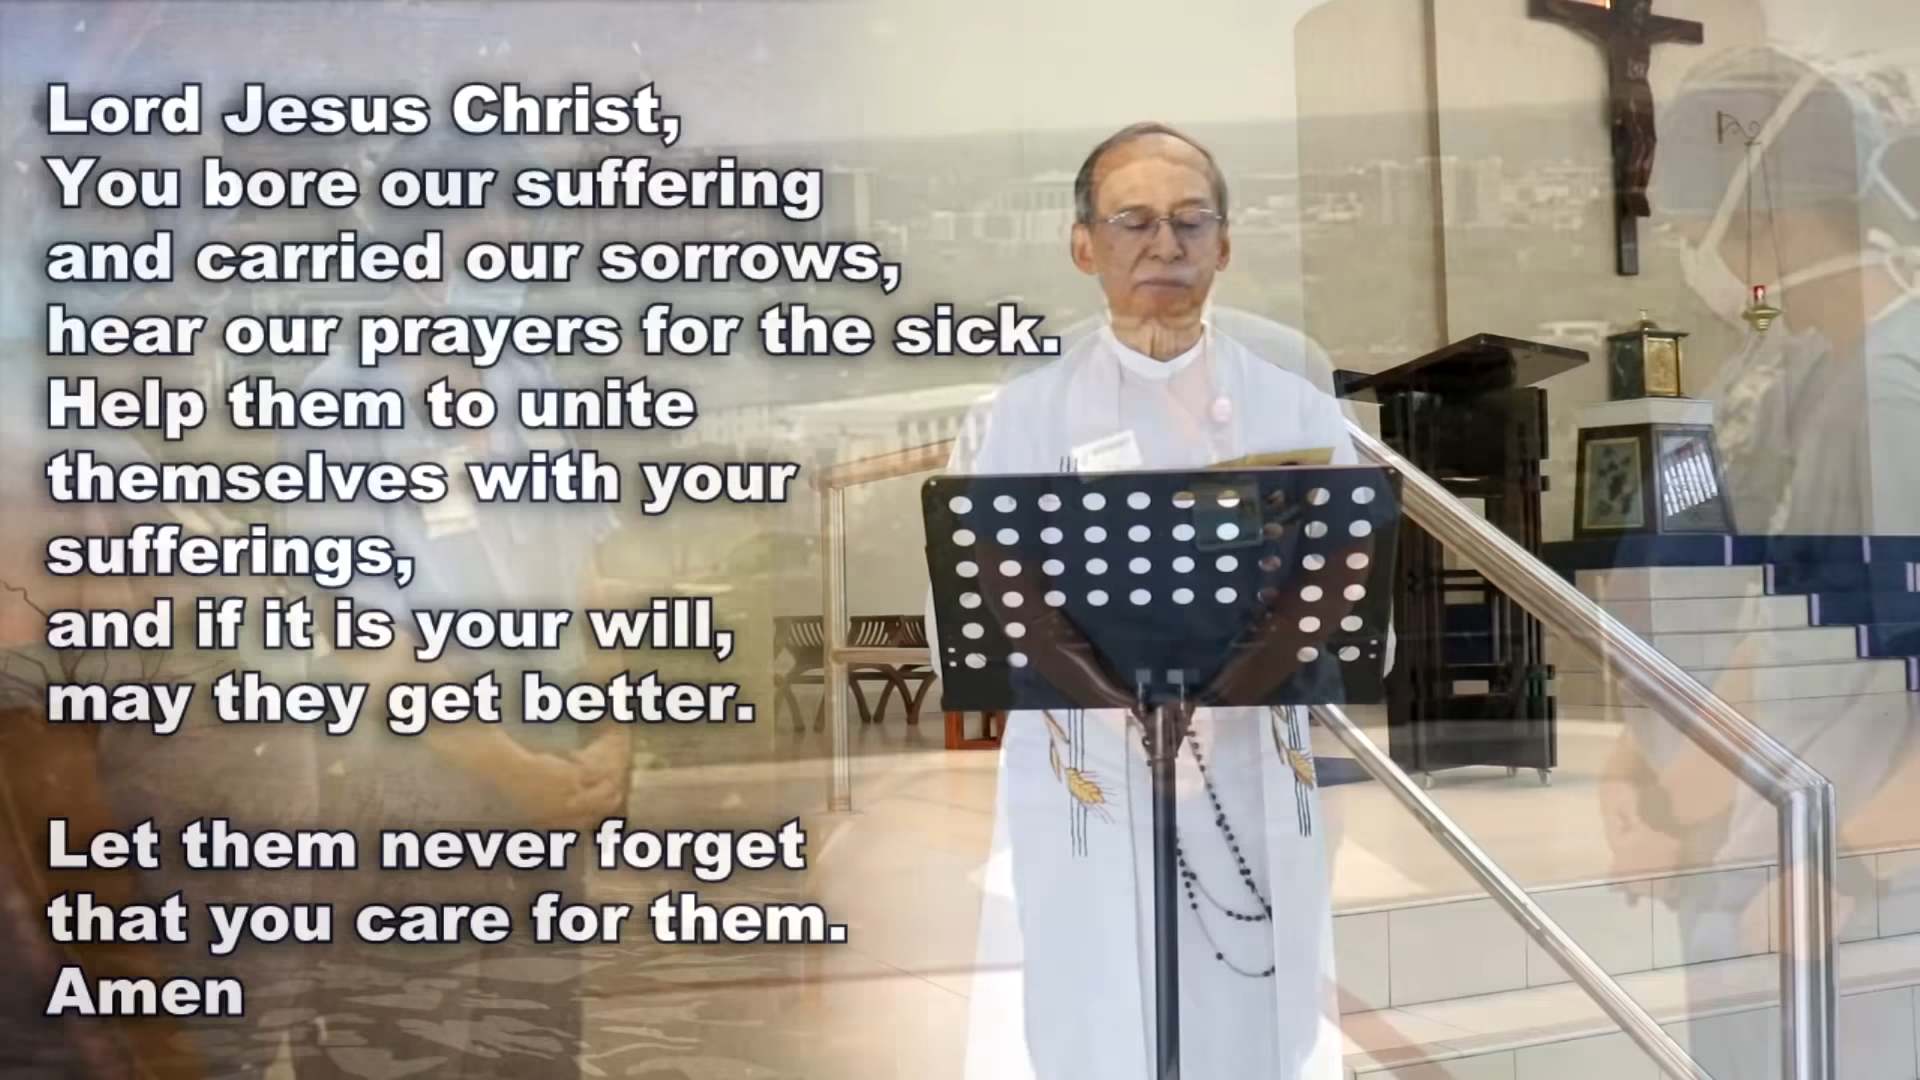 Lord Jesus Christ,
You bore our suffering
and carried our sorrows,
hear our prayers for the sick.
Help them to unite
themselves with your
sufferings,
and if it is your will,
may they get better.
Let them never forget
that you care for them.
Amen